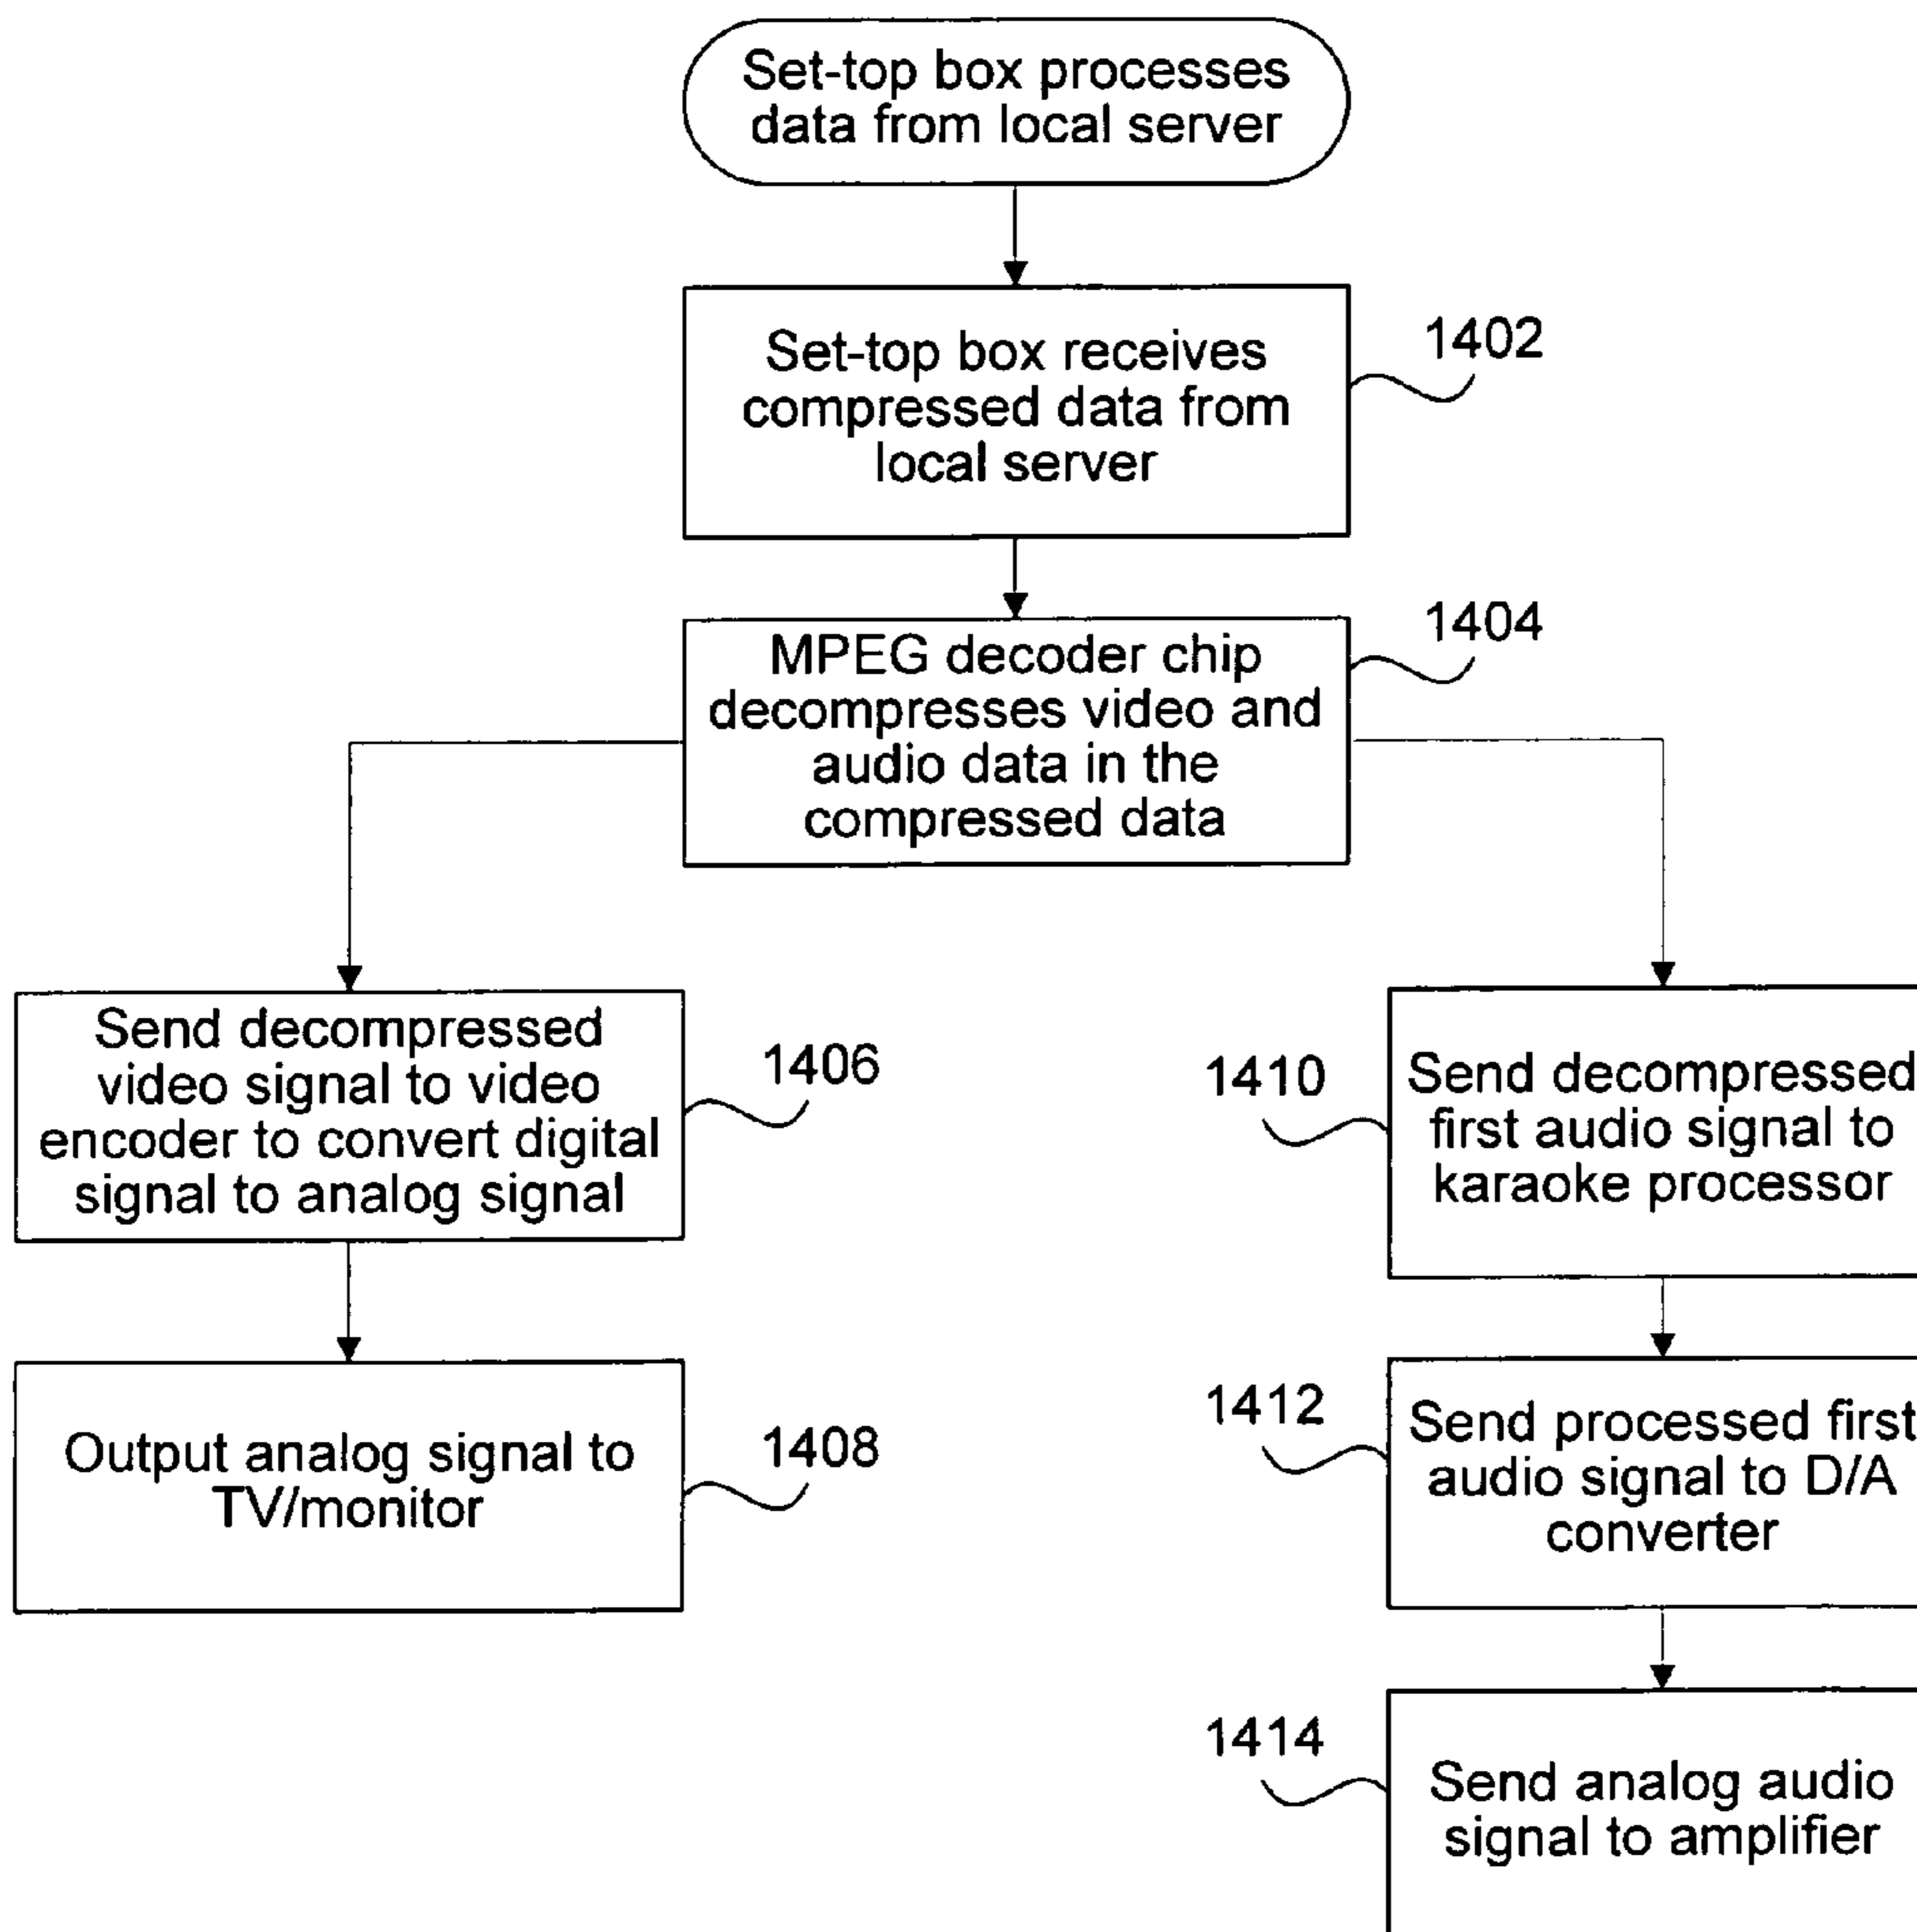 Set-top box processes
data from local server
Set-top box receives
compressed data from
local server
1402
MPEG decoder chip
decompresses video and
audio data in the
compressed data
1404
Send decompressed
video signal to video
encoder to convert digital
signal to analog signal
1406
1410
Send decompressed
first audio signal to
karaoke processor
Output analog signal to
TV/monitor
1408
1412
Send processed first
audio signal to D/A
converter
1414
Send analog audio
signal to amplifier